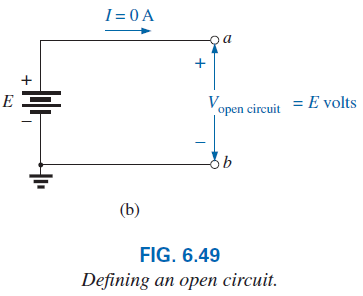 I = 0 A
a
+
+
E
V open circuit = E volts
–
–
b
(b)
FIG. 6.49
Defining an open circuit.